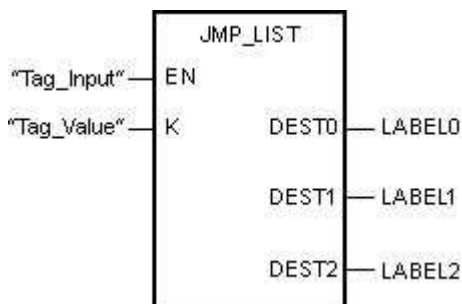 JMP_LIST
"Tag_Input" EN
"Tag_Value" K DEST0 LABEL0
DEST1 LABEL1
DEST2 LABEL2